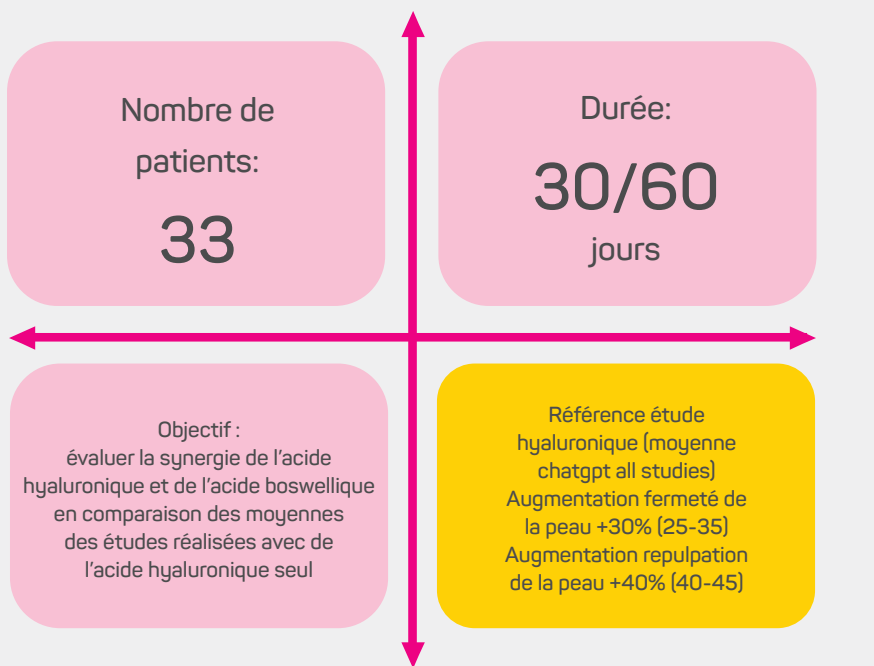 Nombre de
patients:
33
Durée:
30/60
jours
Objectif :
évaluer la synergie de l'acide
hyaluronique et de l'acide boswellique
en comparaison des moyennes
des études réalisées avec de
l'acide hyaluronique seul
Référence étude
hyaluronique (moyenne
chatgpt all studies)
Augmentation fermeté de
la peau +30% (25-35)
Augmentation repulpation
de la peau +40% (40-45)